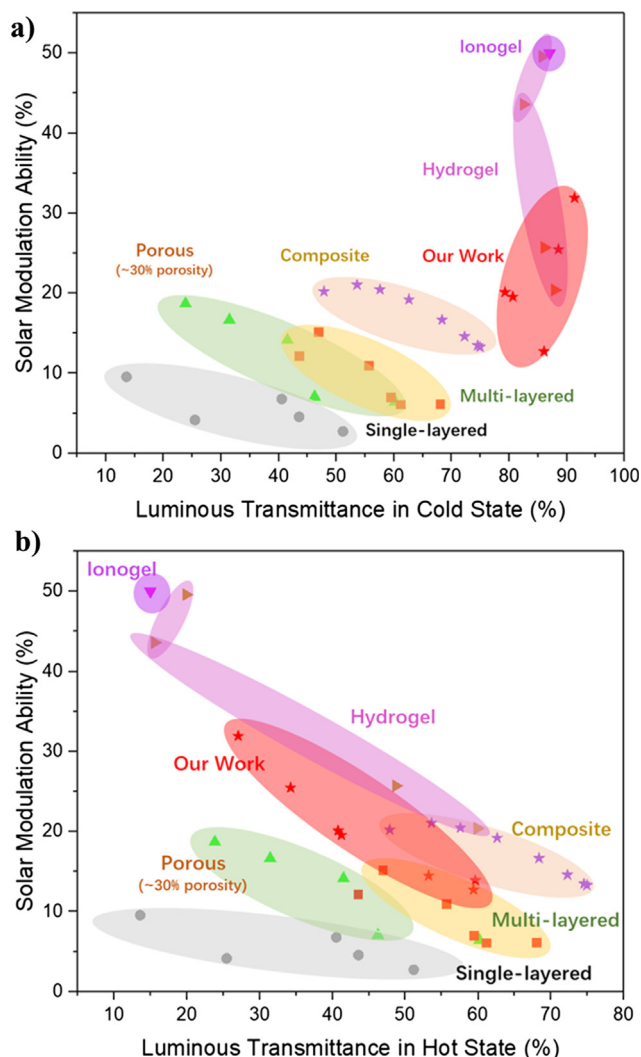 a)
Solar Modulation Ability (%)
50
40
30
20
10
0
Ionogel
Hydrogel
Porous
(~30% porosity)
Composite
Our Work
Multi-layered
Single-layered
10 20 30 40 50 60 70 80 90 100
Luminous Transmittance in Cold State (%)
b)
Solar Modulation Ability (%)
50
40
30
20
10
0
Ionogel
Hydrogel
Our Work
Composite
Porous
(~30% porosity)
Multi-layered
Single-layered
10 20 30 40 50 60 70 80
Luminous Transmittance in Hot State (%)